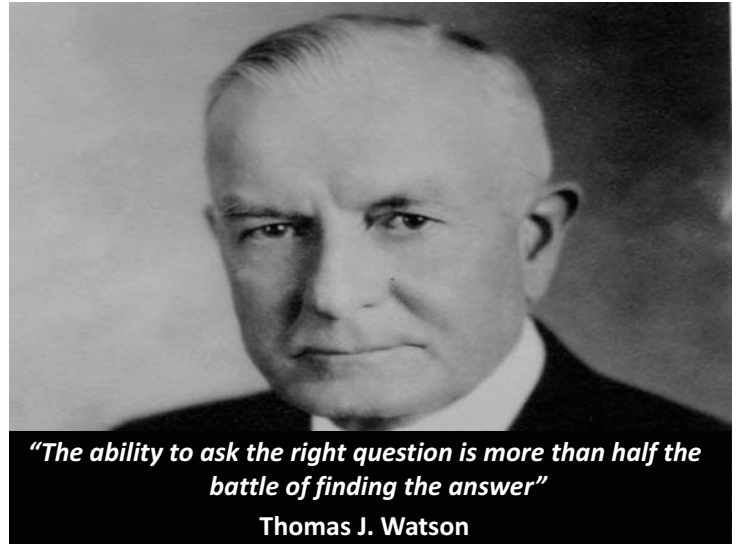 “The ability to ask the right question is more than half the
battle of finding the answer”
Thomas J. Watson